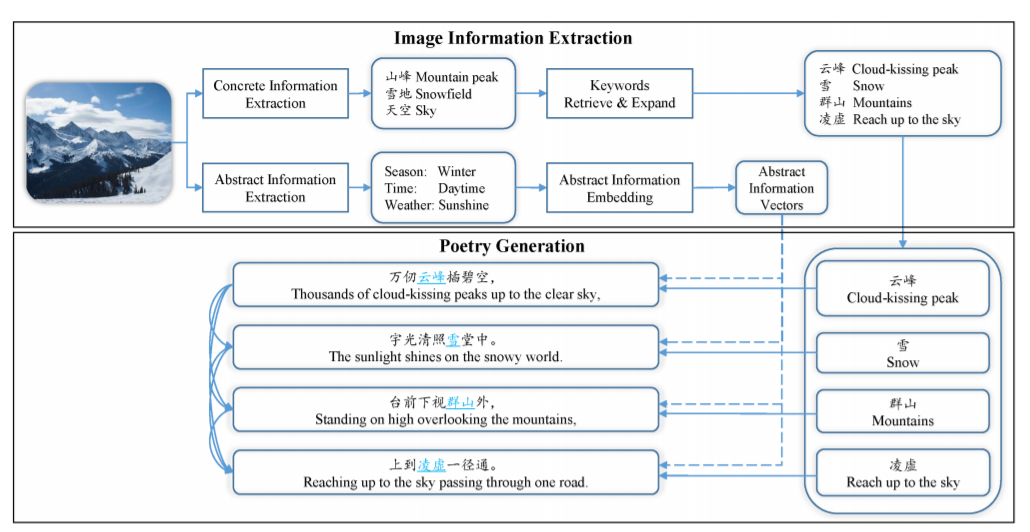 Image Information Extraction
Concrete Information
Extraction
山峰 Mountain peak
雪地 Snowfield
天空 Sky
Keywords
Retrieve & Expand
云峰 Cloud-kissing peak
雪 Snow
群山 Mountains
凌虚 Reach up to the sky
Abstract Information
Extraction
Season: Winter
Time: Daytime
Weather: Sunshine
Abstract Information
Embedding
Abstract
Information
Vectors
Poetry Generation
万仞云峰插碧空，
Thousands of cloud-kissing peaks up to the clear sky,
宇光清照雪堂中。
The sunlight shines on the snowy world.
台前下视群山外，
Standing on high overlooking the mountains,
上到凌虚一径通。
Reaching up to the sky passing through one road.
云峰
Cloud-kissing peak
雪
Snow
群山
Mountains
凌虚
Reach up to the sky